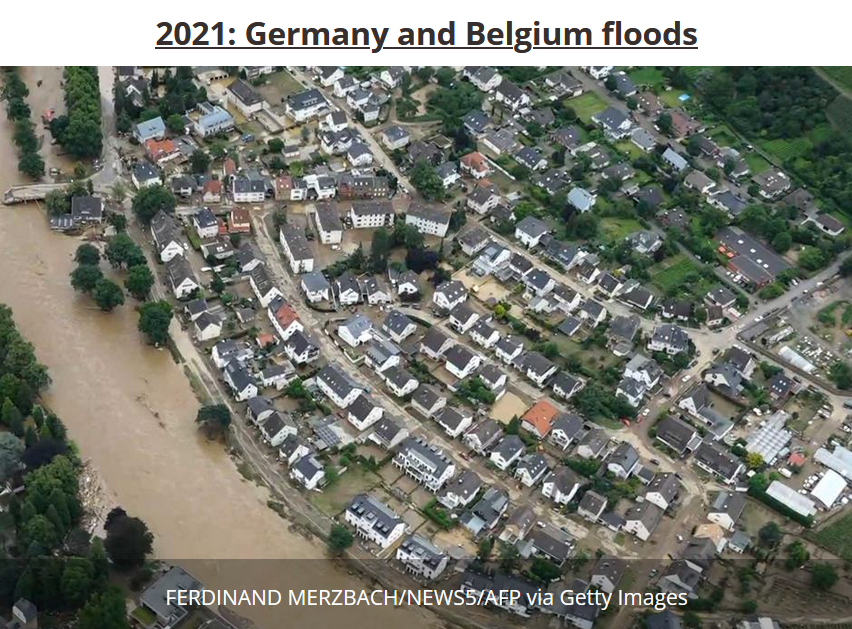 2021: Germany and Belgium floods
FERDINAND MERZBACH/NEWS5/AFP via Getty Images